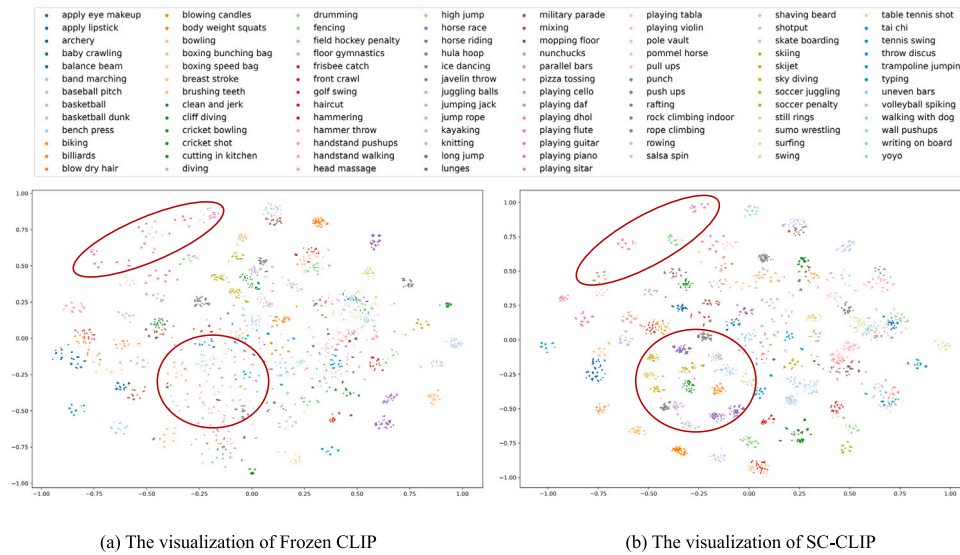 apply eye makeup blowing candles drumming high jump military parade playing tabla shaving beard table tennis shot
apply lipstick body weight squats fencing horse race mixing playing violin shotput tai chi
archery bowling field hockey penalty horse riding mopping floor pole vault skate boarding tennis swing
baby crawling boxing bunching bag floor gymnastics hula hoop nunchucks pommel horse skiing throw discus
balance beam boxing speed bag frisbee catch ice dancing parallel bars pull ups skijet trampoline jumping
band marching breast stroke front crawl javelin throw pizza tossing punch sky diving typing
baseball pitch brushing teeth golf swing juggling balls playing cello push ups soccer juggling uneven bars
basketball clean and jerk haircut jumping jack playing daf rafting soccer penalty volleyball spiking
basketball dunk cliff diving hammering jump rope playing dhol rock climbing indoor still rings walking with dog
bench press cricket bowling hammer throw kayaking playing flute rope climbing sumo wrestling wall pushups
biking cricket shot handstand pushups knitting playing guitar rowing surfing writing on board
billiards cutting in kitchen handstand walking long jump playing piano salsa spin swing yoyo
blow dry hair diving head massage lunges playing sitar
1.00 1.00
0.75 0.75
0.50 0.50
0.25 0.25
0.00 0.00
−0.25 −0.25
−0.50 −0.50
−0.75 −0.75
−1.00 −1.00
−1.00 −0.75 −0.50 −0.25 0.00 0.25 0.50 0.75 1.00 −1.00 −0.75 −0.50 −0.25 0.00 0.25 0.50 0.75 1.00
(a) The visualization of Frozen CLIP (b) The visualization of SC-CLIP